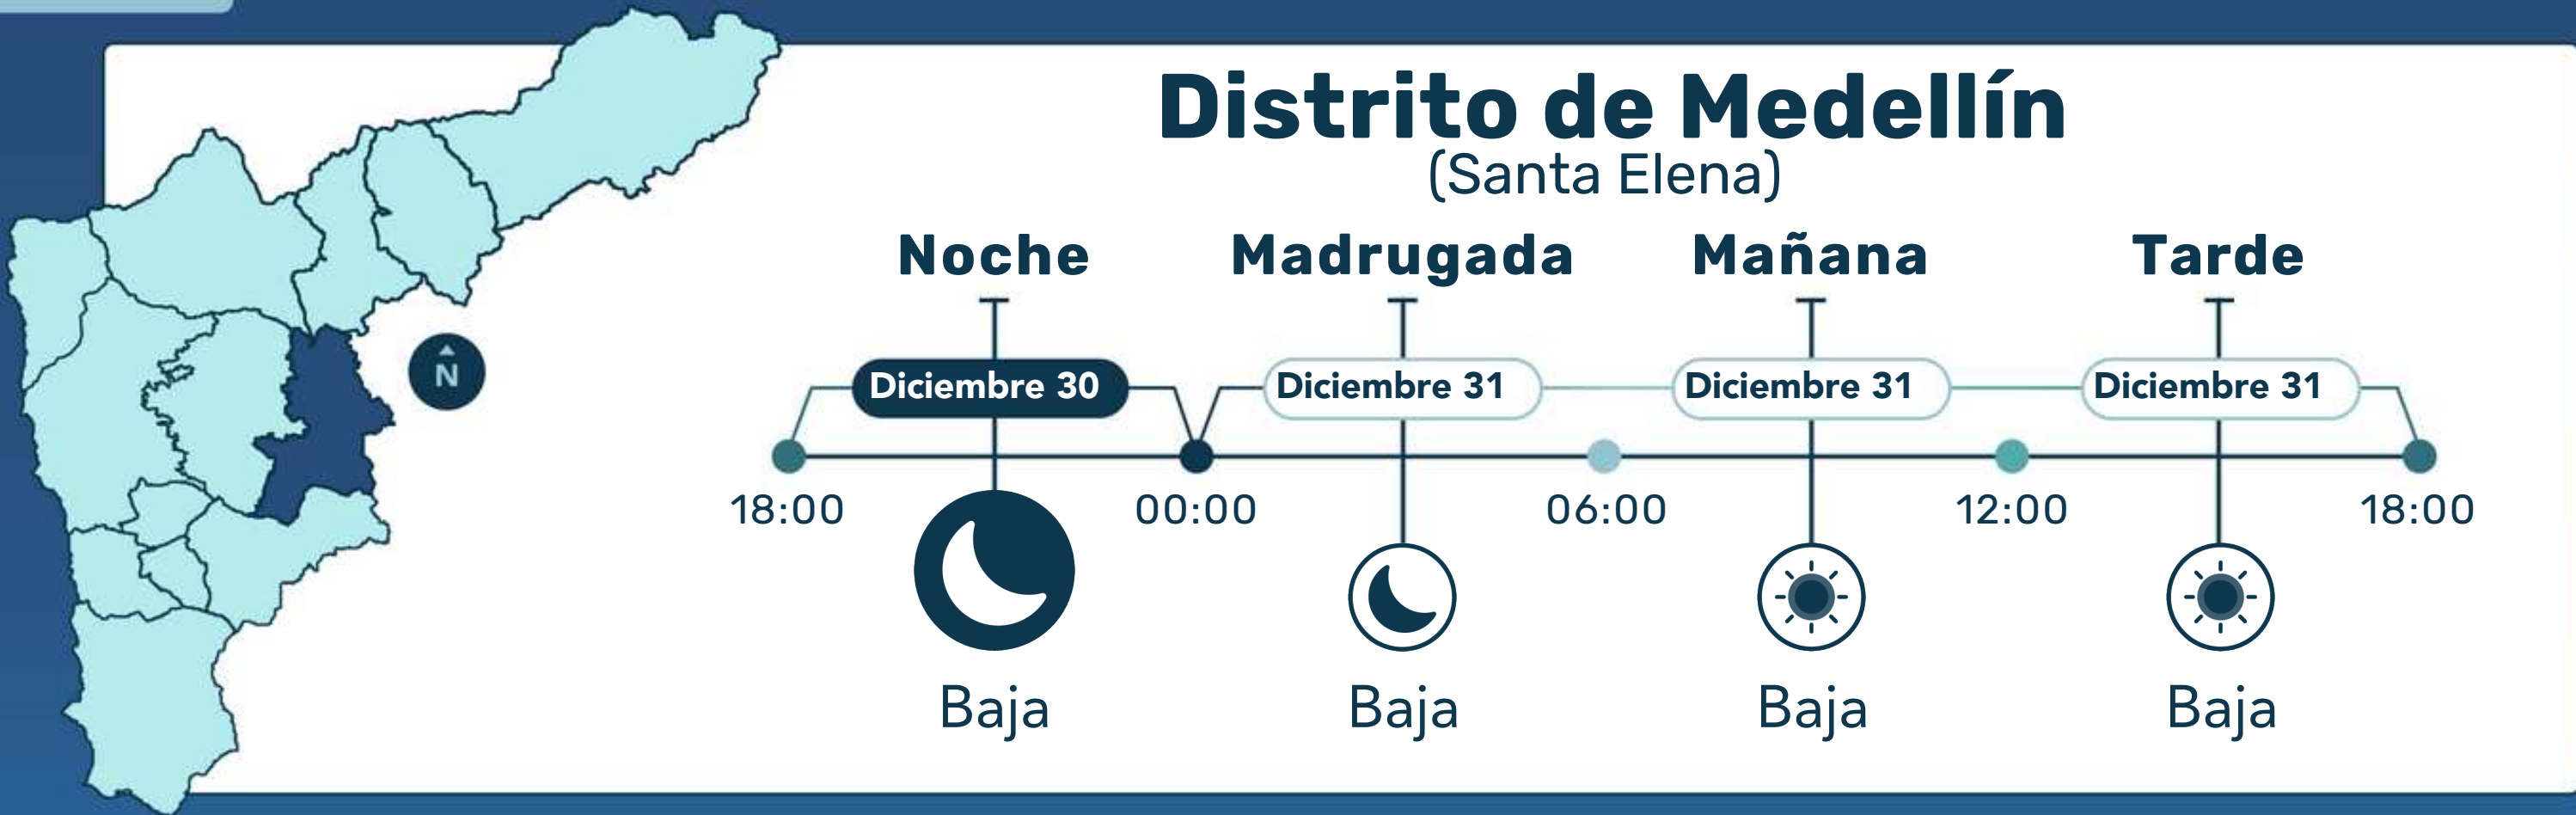 Distrito de Medellín
(Santa Elena)
Noche Madrugada Mañana Tarde
Diciembre 30 Diciembre 31 Diciembre 31 Diciembre 31
N
18:00 00:00 06:00 12:00 18:00
Baja Baja Baja Baja